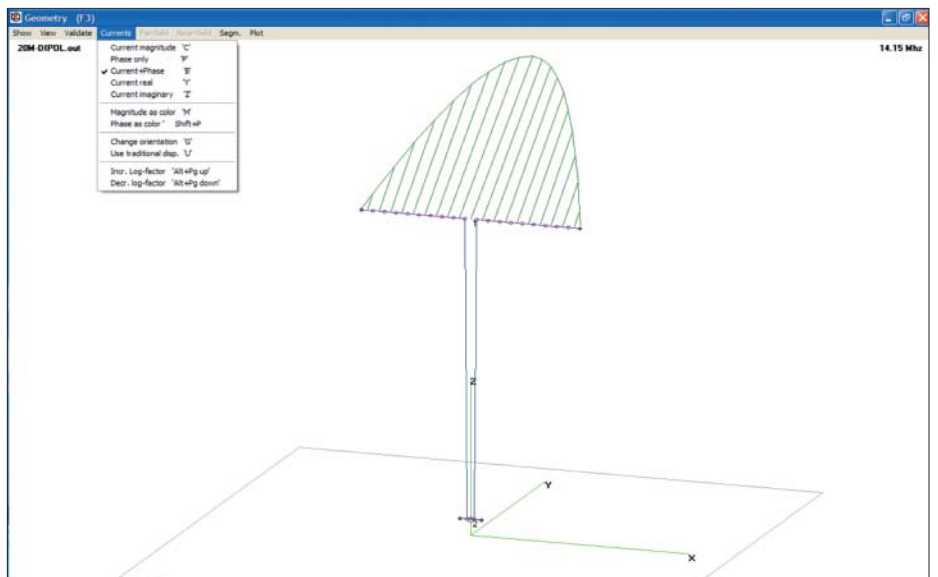 Geometry (F3)
Show View Validate Currents Far-field Near-field Segm. Plot
20M-DIPOL.out
14.15 Mhz
Current magnitude 'C'
Phase only 'P'
Current+Phase 'B'
Current real 'Y'
Current imaginary 'Z'
Magnitude as color 'M'
Phase as color ' Shift+P
Change orientation 'G'
Use traditional disp. 'U'
Incr. Log-factor 'Alt+Pg up'
Decr. log-factor 'Alt+Pg down'
1
Z
Y
2
X